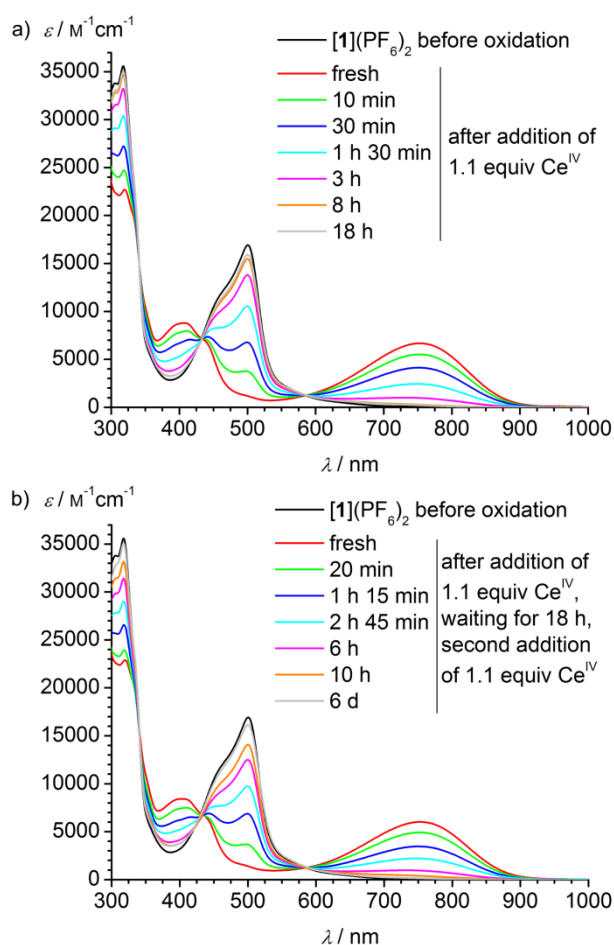 a) ε / M⁻¹cm⁻¹
[1](PF₆)₂ before oxidation
fresh
10 min
30 min
1 h 30 min
3 h
8 h
18 h
after addition of
1.1 equiv Ceᴵⱽ
35000
30000
25000
20000
15000
10000
5000
0
300 400 500 600 700 800 900 1000
λ / nm
b) ε / M⁻¹cm⁻¹
[1](PF₆)₂ before oxidation
fresh
20 min
1 h 15 min
2 h 45 min
6 h
10 h
6 d
after addition of
1.1 equiv Ceᴵⱽ,
waiting for 18 h,
second addition
of 1.1 equiv Ceᴵⱽ
35000
30000
25000
20000
15000
10000
5000
0
300 400 500 600 700 800 900 1000
λ / nm